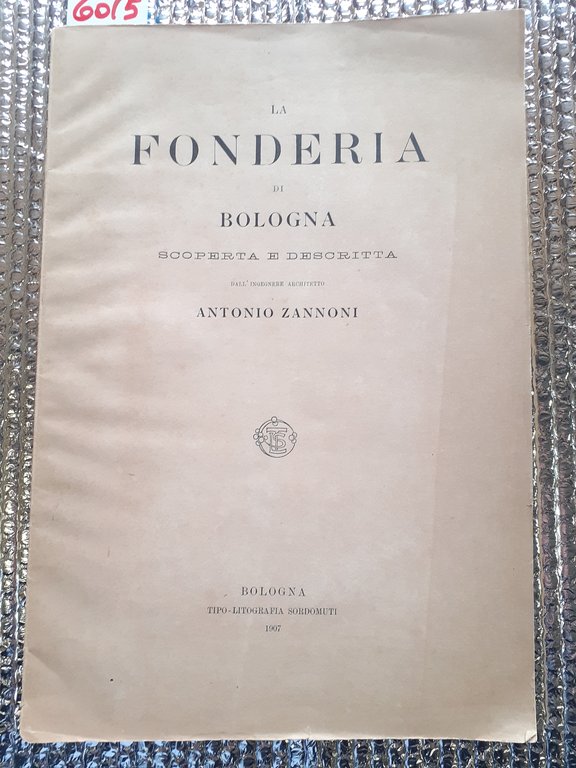 6015
LA
FONDERIA
DI
BOLOGNA
SCOPERTA E DESCRITTA
DALL'INGEGNERE ARCHITETTO
ANTONIO ZANNONI
BOLOGNA
TIPO-LITOGRAFIA SORDOMUTI
1907